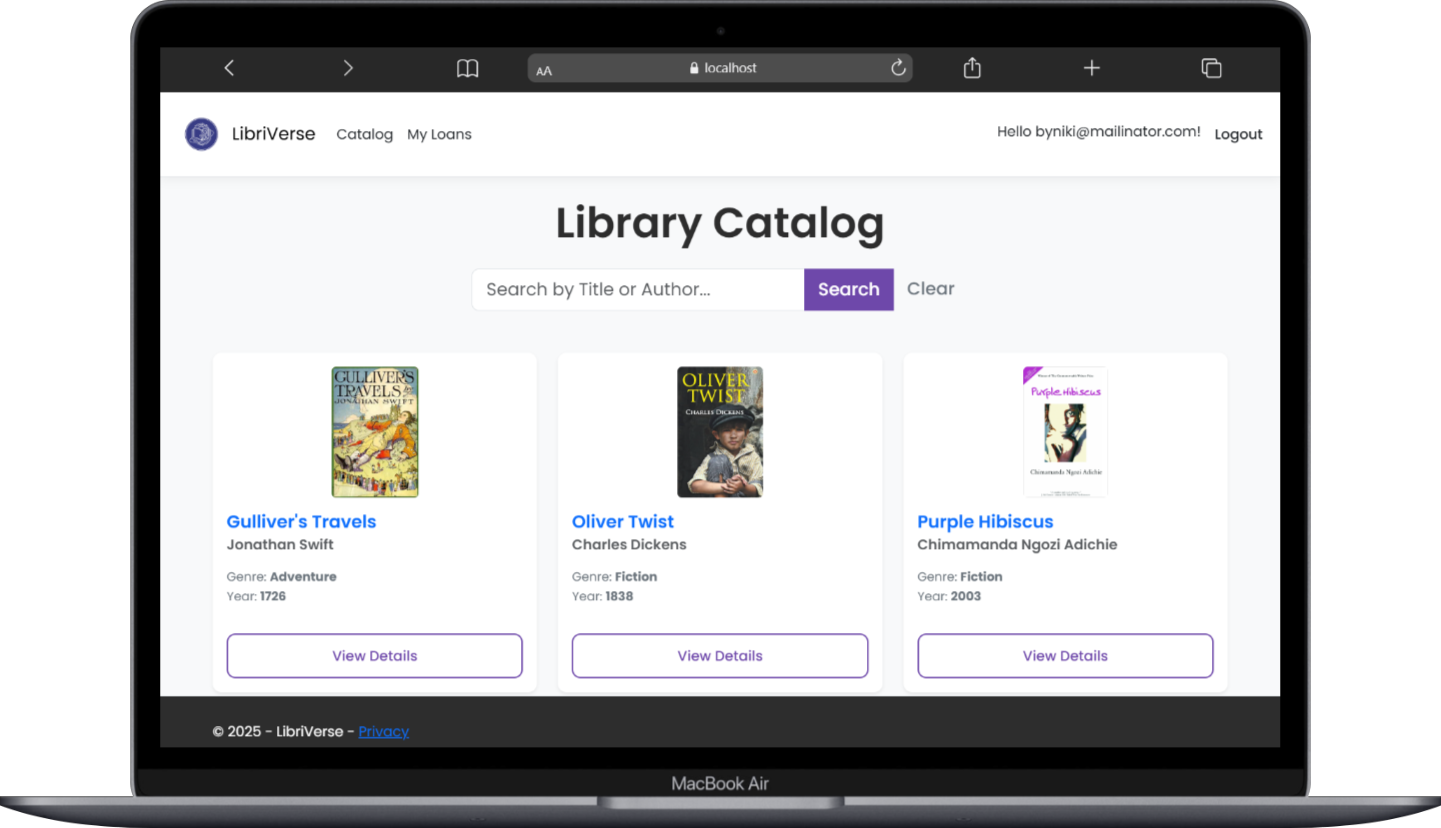 AA localhost
LibriVerse Catalog My Loans Hello byniki@mailinator.com! Logout
Library Catalog
Search by Title or Author... Search Clear
GULLIVER'S
TRAVELS by
JONATHAN SWIFT
OLIVER
TWIST
CHARLES DICKENS
Purple Hibiscus
Chimamanda Ngozi Adichie
Gulliver's Travels
Jonathan Swift
Genre: Adventure
Year: 1726
View Details
Oliver Twist
Charles Dickens
Genre: Fiction
Year: 1838
View Details
Purple Hibiscus
Chimamanda Ngozi Adichie
Genre: Fiction
Year: 2003
View Details
© 2025 - LibriVerse - Privacy
MacBook Air